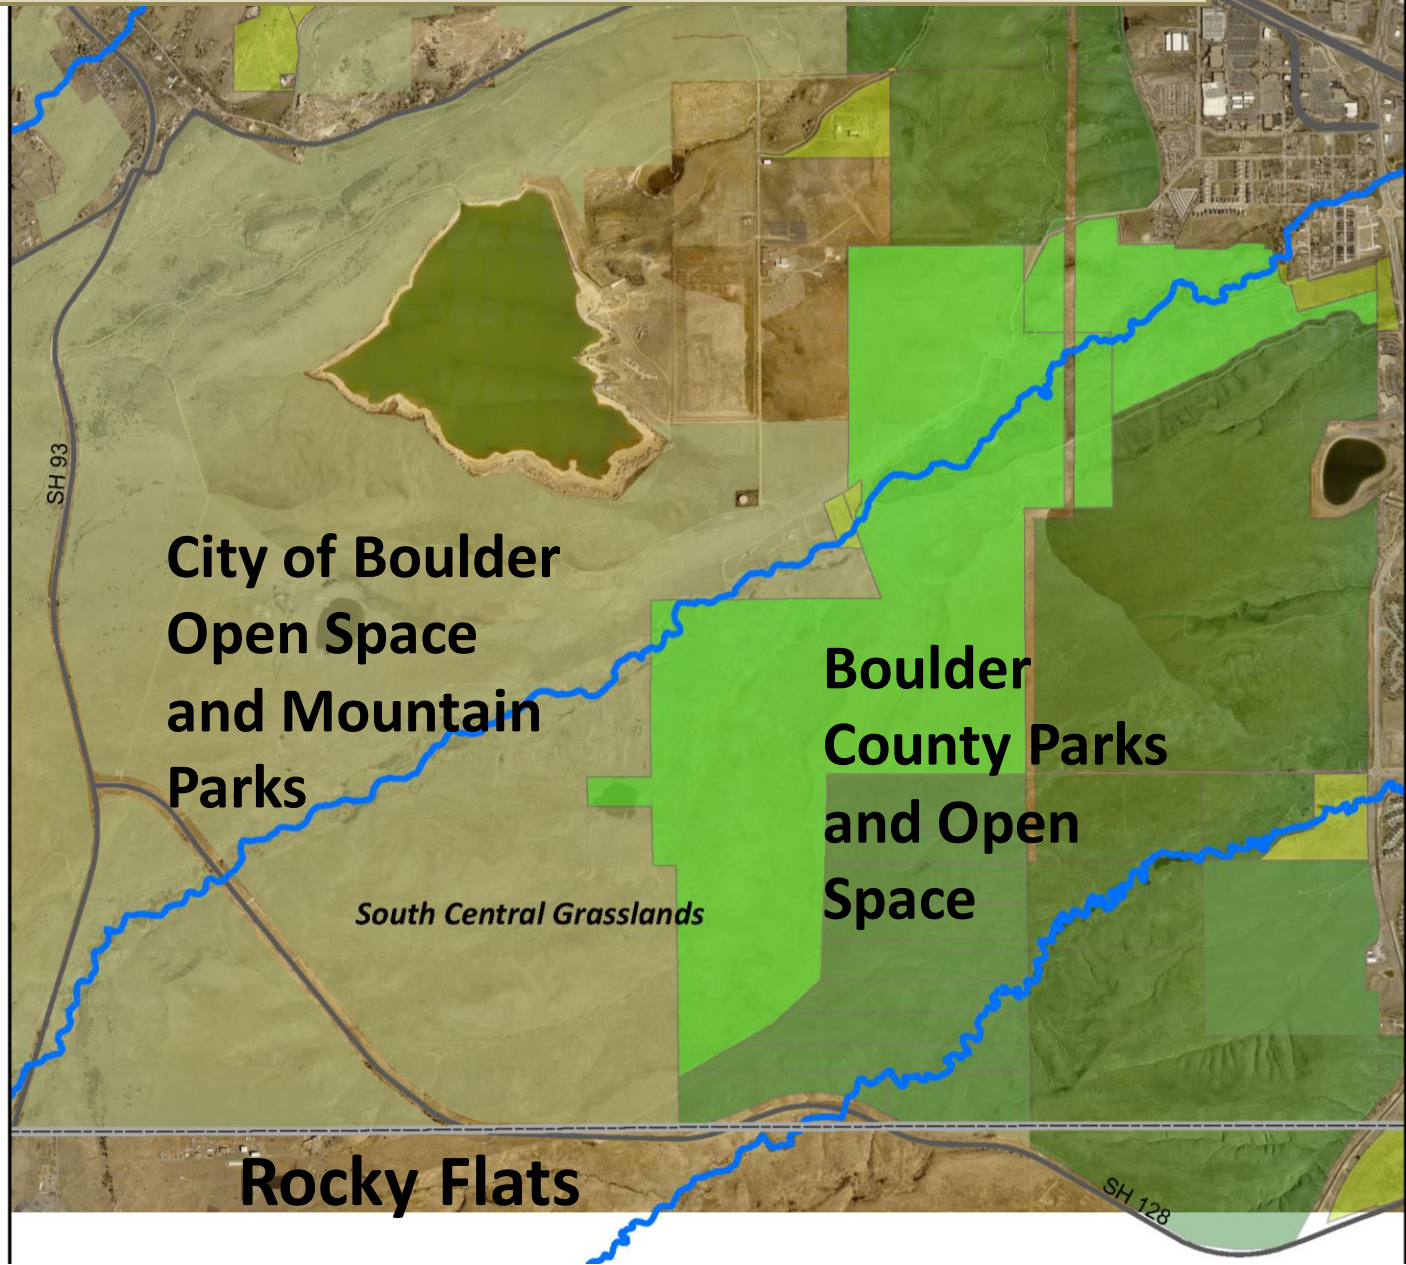 SH 93
City of Boulder
Open Space
and Mountain
Parks
Boulder
County Parks
and Open
Space
South Central Grasslands
Rocky Flats
SH 128